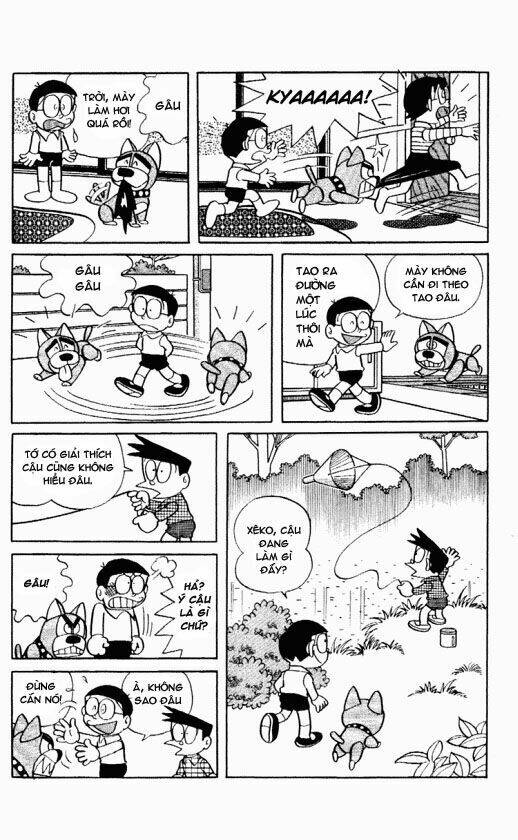 TRỜI, MÀY
LÀM HƠI
QUÁ RỒI!
GÂU
KYAAAAAA!
GÂU
GÂU
TAO RA
ĐƯỜNG
MỘT
LÚC
THÔI
MÀ
MÀY KHÔNG
CẦN ĐI THEO
TAO ĐÂU.
TỚ CÓ GIẢI THÍCH
CẬU CŨNG KHÔNG
HIỂU ĐÂU.
GÂU!
HẢ?
Ý CẬU
LÀ GÌ
CHỨ?
ĐỪNG
CẮN NÓ!
À, KHÔNG
SAO ĐÂU
XÊKO, CẬU
ĐANG
LÀM GÌ
ĐẤY?